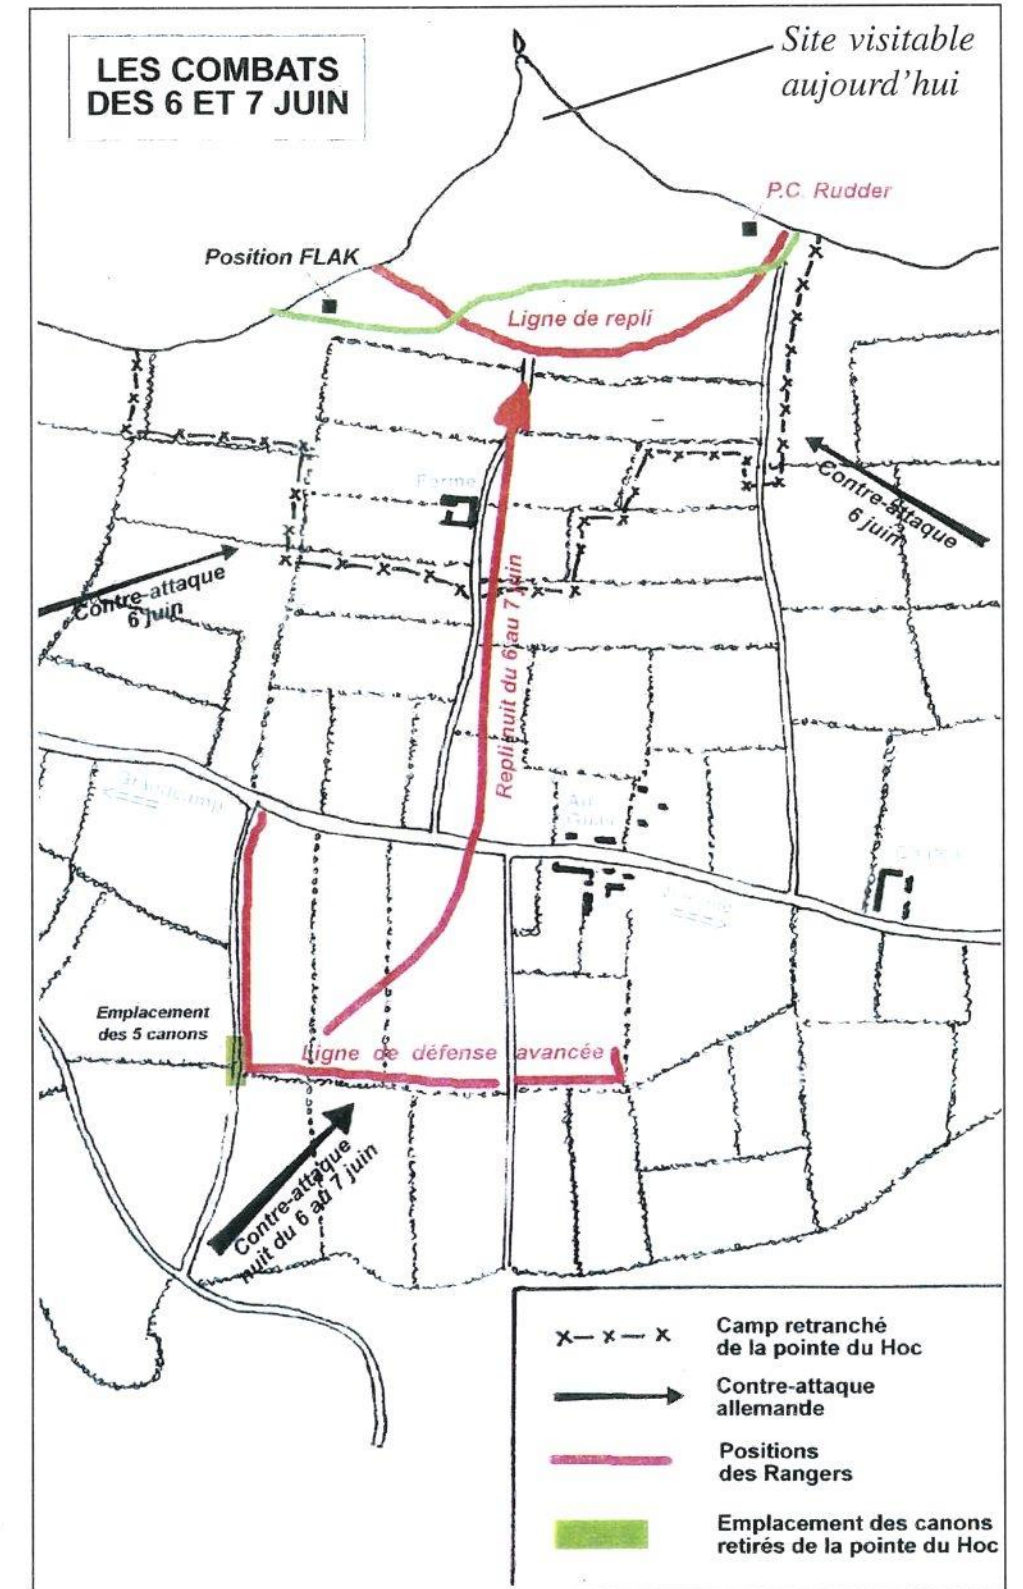 LES COMBATS
DES 6 ET 7 JUIN
Site visitable
aujourd'hui
P.C. Rudder
Position FLAK
Ligne de repli
Ferme
Contre-attaque
6 juin
Contre-attaque
6 juin
Repli nuit du 6 au 7 juin
Grandcamp
Emplacement
des 5 canons
Ligne de défense avancée
Contre-attaque
nuit du 6 au 7 juin
Camp retranché
de la pointe du Hoc
Contre-attaque
allemande
Positions
des Rangers
Emplacement des canons
retirés de la pointe du Hoc